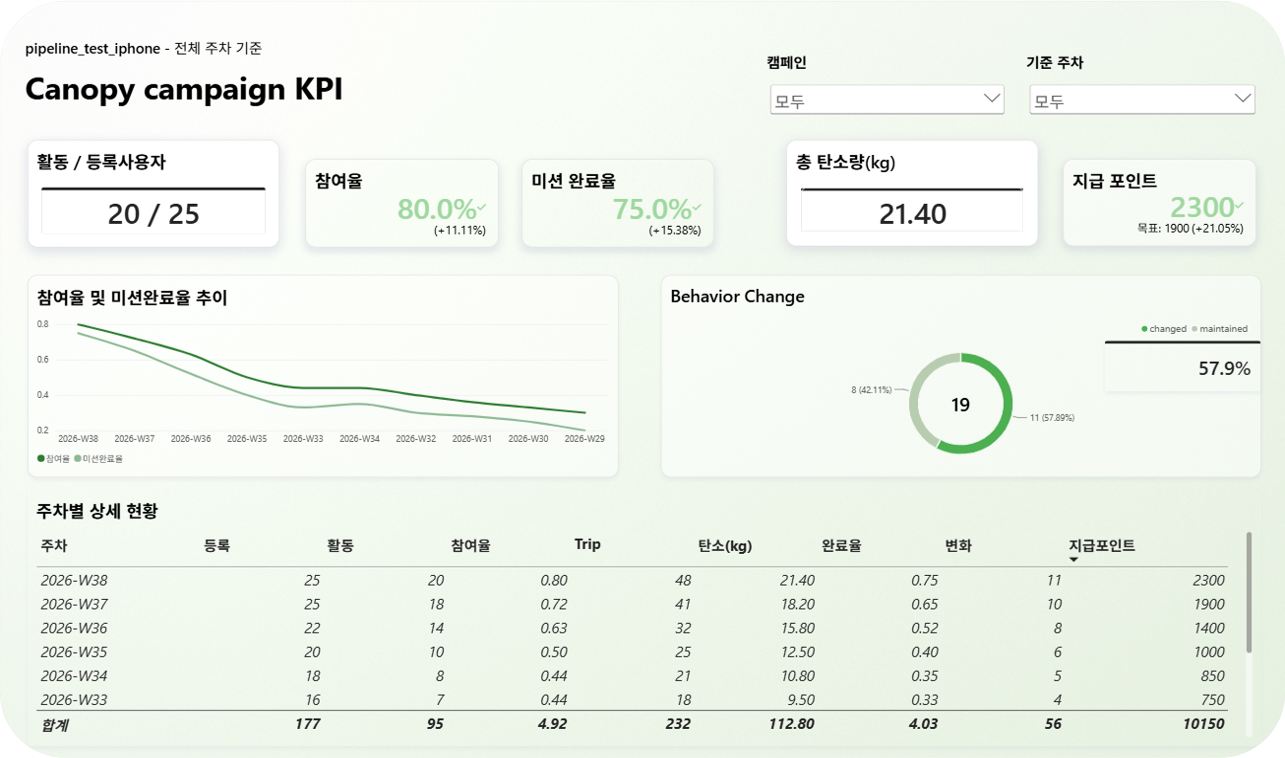 pipeline_test_iphone - 전체 주차 기준
Canopy campaign KPI
캠페인
모두
기준 주차
모두
활동 / 등록사용자
20 / 25
참여율
80.0%
(+11.11%)
미션 완료율
75.0%
(+15.38%)
총 탄소량(kg)
21.40
지급 포인트
2300
목표: 1900 (+21.05%)
참여율 및 미션완료율 추이
0.8
0.6
0.4
0.2
2026-W38 2026-W37 2026-W36 2026-W35 2026-W33 2026-W34 2026-W32 2026-W31 2026-W30 2026-W29
참여율 미션완료율
Behavior Change
changed maintained
57.9%
8 (42.11%)
19
11 (57.89%)
주차별 상세 현황
주차 등록 활동 참여율 Trip 탄소(kg) 완료율 변화 지급포인트
2026-W38 25 20 0.80 48 21.40 0.75 11 2300
2026-W37 25 18 0.72 41 18.20 0.65 10 1900
2026-W36 22 14 0.63 32 15.80 0.52 8 1400
2026-W35 20 10 0.50 25 12.50 0.40 6 1000
2026-W34 18 8 0.44 21 10.80 0.35 5 850
2026-W33 16 7 0.44 18 9.50 0.33 4 750
합계 177 95 4.92 232 112.80 4.03 56 10150